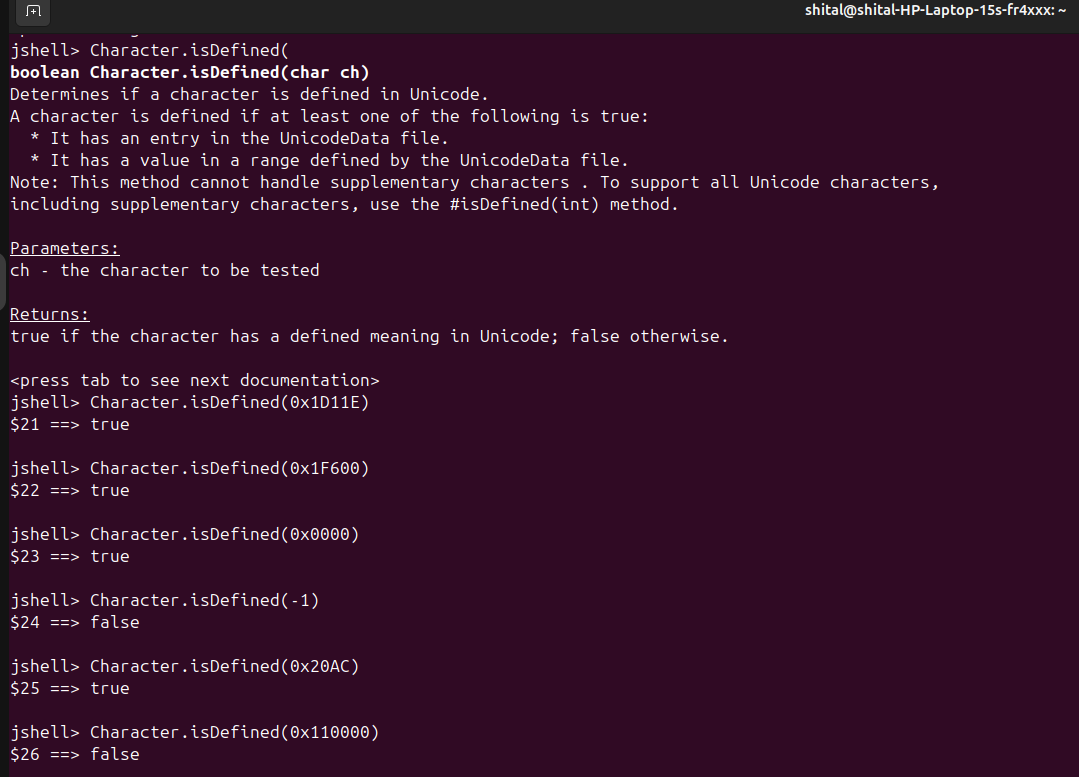 shital@shital-HP-Laptop-15s-fr4xxx: ~
jshell> Character.isDefined(
boolean Character.isDefined(char ch)
Determines if a character is defined in Unicode.
A character is defined if at least one of the following is true:
  * It has an entry in the UnicodeData file.
  * It has a value in a range defined by the UnicodeData file.
Note: This method cannot handle supplementary characters . To support all Unicode characters,
including supplementary characters, use the #isDefined(int) method.
Parameters:
ch - the character to be tested
Returns:
true if the character has a defined meaning in Unicode; false otherwise.
<press tab to see next documentation>
jshell> Character.isDefined(0x1D11E)
$21 ==> true
jshell> Character.isDefined(0x1F600)
$22 ==> true
jshell> Character.isDefined(0x0000)
$23 ==> true
jshell> Character.isDefined(-1)
$24 ==> false
jshell> Character.isDefined(0x20AC)
$25 ==> true
jshell> Character.isDefined(0x110000)
$26 ==> false